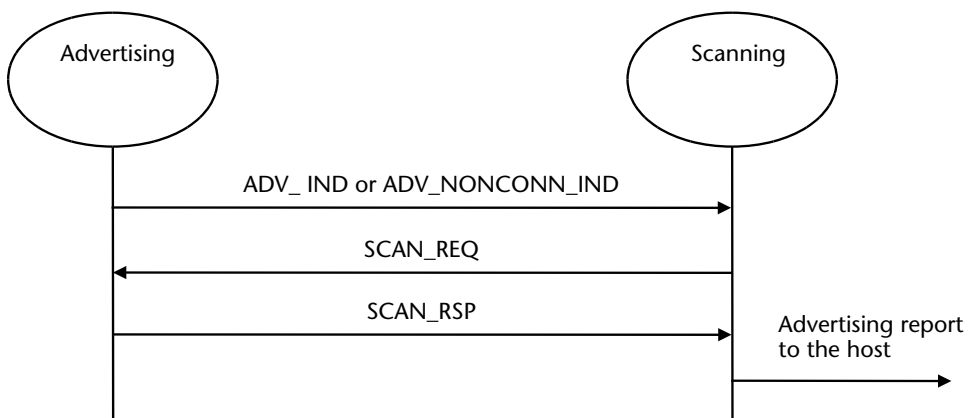 Advertising
Scanning
ADV_ IND or ADV_NONCONN_IND
SCAN_REQ
SCAN_RSP
Advertising report
to the host